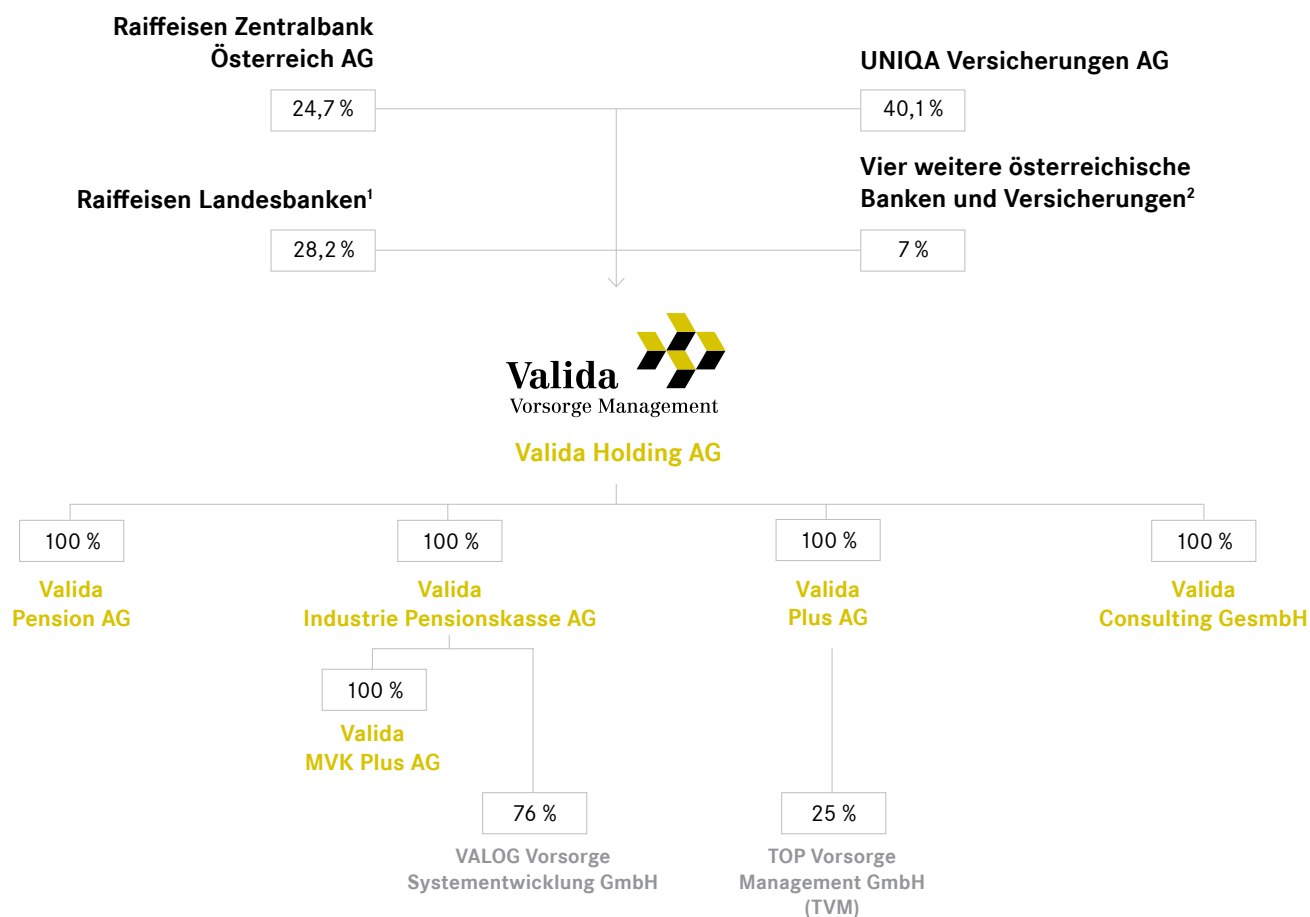 Raiffeisen Zentralbank
Österreich AG
24,7 %
UNIQA Versicherungen AG
40,1 %
Raiffeisen Landesbanken¹
28,2 %
Vier weitere österreichische
Banken und Versicherungen²
7 %
Valida
Vorsorge Management
Valida Holding AG
100 %
Valida
Pension AG
100 %
Valida
Industrie Pensionskasse AG
100 %
Valida
Plus AG
100 %
Valida
Consulting GesmbH
100 %
Valida
MVK Plus AG
76 %
VALOG Vorsorge
Systementwicklung GmbH
25 %
TOP Vorsorge
Management GmbH
(TVM)